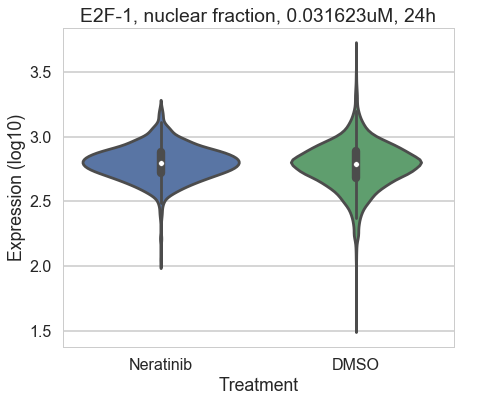 E2F-1, nuclear fraction, 0.031623uM, 24h
Expression (log10)
3.5
3.0
2.5
2.0
1.5
Neratinib DMSO
Treatment